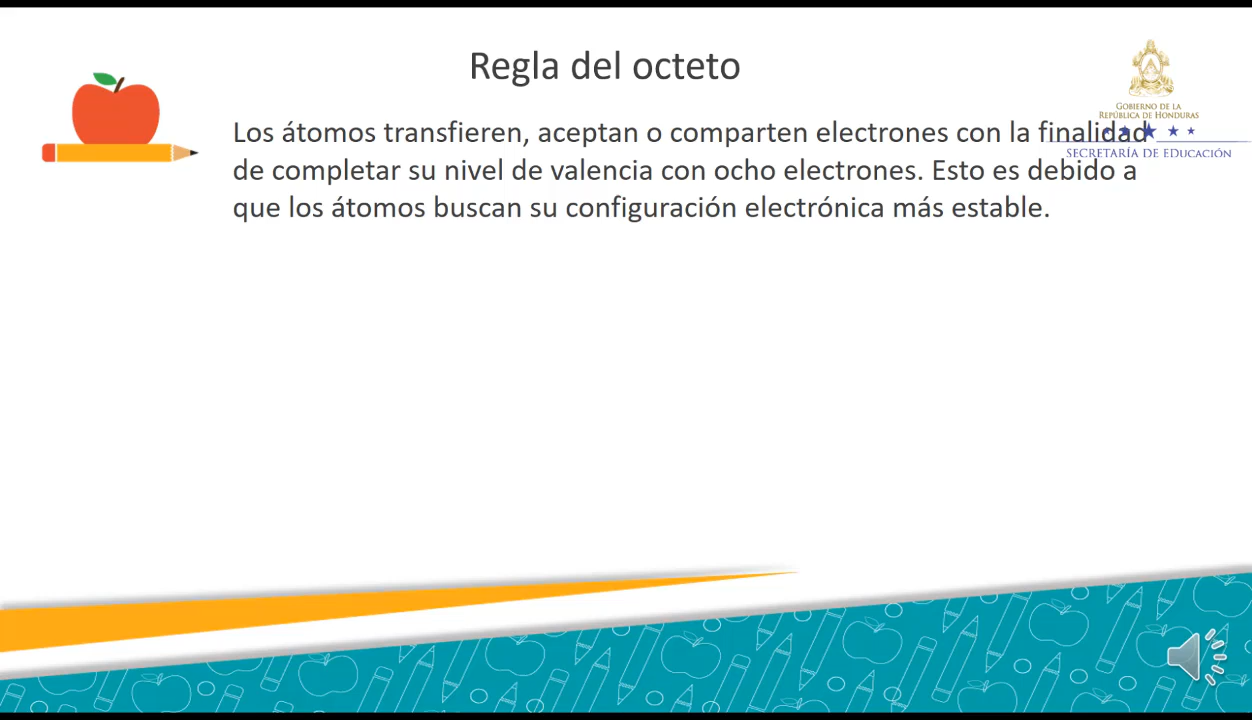 Regla del octeto
GOBIERNO DE LA
REPÚBLICA DE HONDURAS
Los átomos transfieren, aceptan o comparten electrones con la finalidad
SECRETARÍA DE EDUCACIÓN
de completar su nivel de valencia con ocho electrones. Esto es debido a
que los átomos buscan su configuración electrónica más estable.